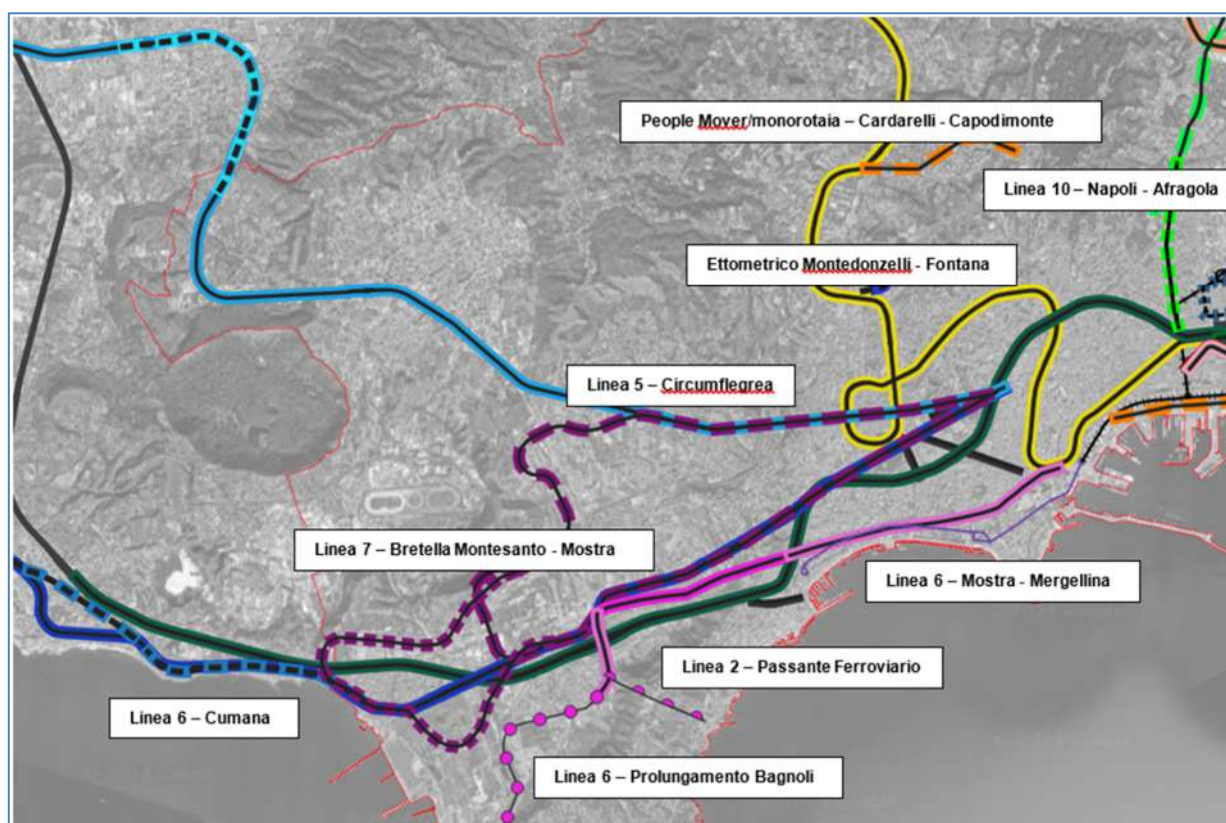 People Mover/monorotaia – Cardarelli - Capodimonte
Linea 10 – Napoli - Afragola
Ettometrico Montedonzelli - Fontana
Linea 5 – Circumflegrea
Linea 7 – Bretella Montesanto - Mostra
Linea 6 – Mostra - Mergellina
Linea 2 – Passante Ferroviario
Linea 6 – Cumana
Linea 6 – Prolungamento Bagnoli